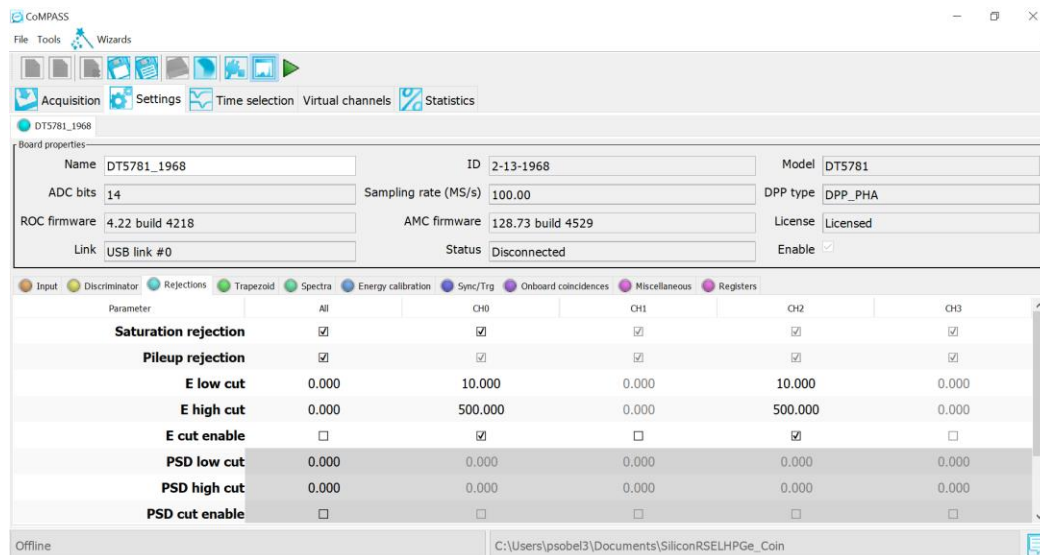 CoMPASS
File Tools Wizards
Acquisition Settings Time selection Virtual channels Statistics
DT5781_1968
Board properties
Name DT5781_1968 ID 2-13-1968 Model DT5781
ADC bits 14 Sampling rate (MS/s) 100.00 DPP type DPP_PHA
ROC firmware 4.22 build 4218 AMC firmware 128.73 build 4529 License Licensed
Link USB link #0 Status Disconnected Enable
Input Discriminator Rejections Trapezoid Spectra Energy calibration Sync/Trg Onboard coincidences Miscellaneous Registers
Parameter All CH0 CH1 CH2 CH3
Saturation rejection
Pileup rejection
E low cut 0.000 10.000 0.000 10.000 0.000
E high cut 0.000 500.000 0.000 500.000 0.000
E cut enable
PSD low cut 0.000 0.000 0.000 0.000 0.000
PSD high cut 0.000 0.000 0.000 0.000 0.000
PSD cut enable
Offline C:\Users\psobel3\Documents\SiliconRSELHPGe_Coin